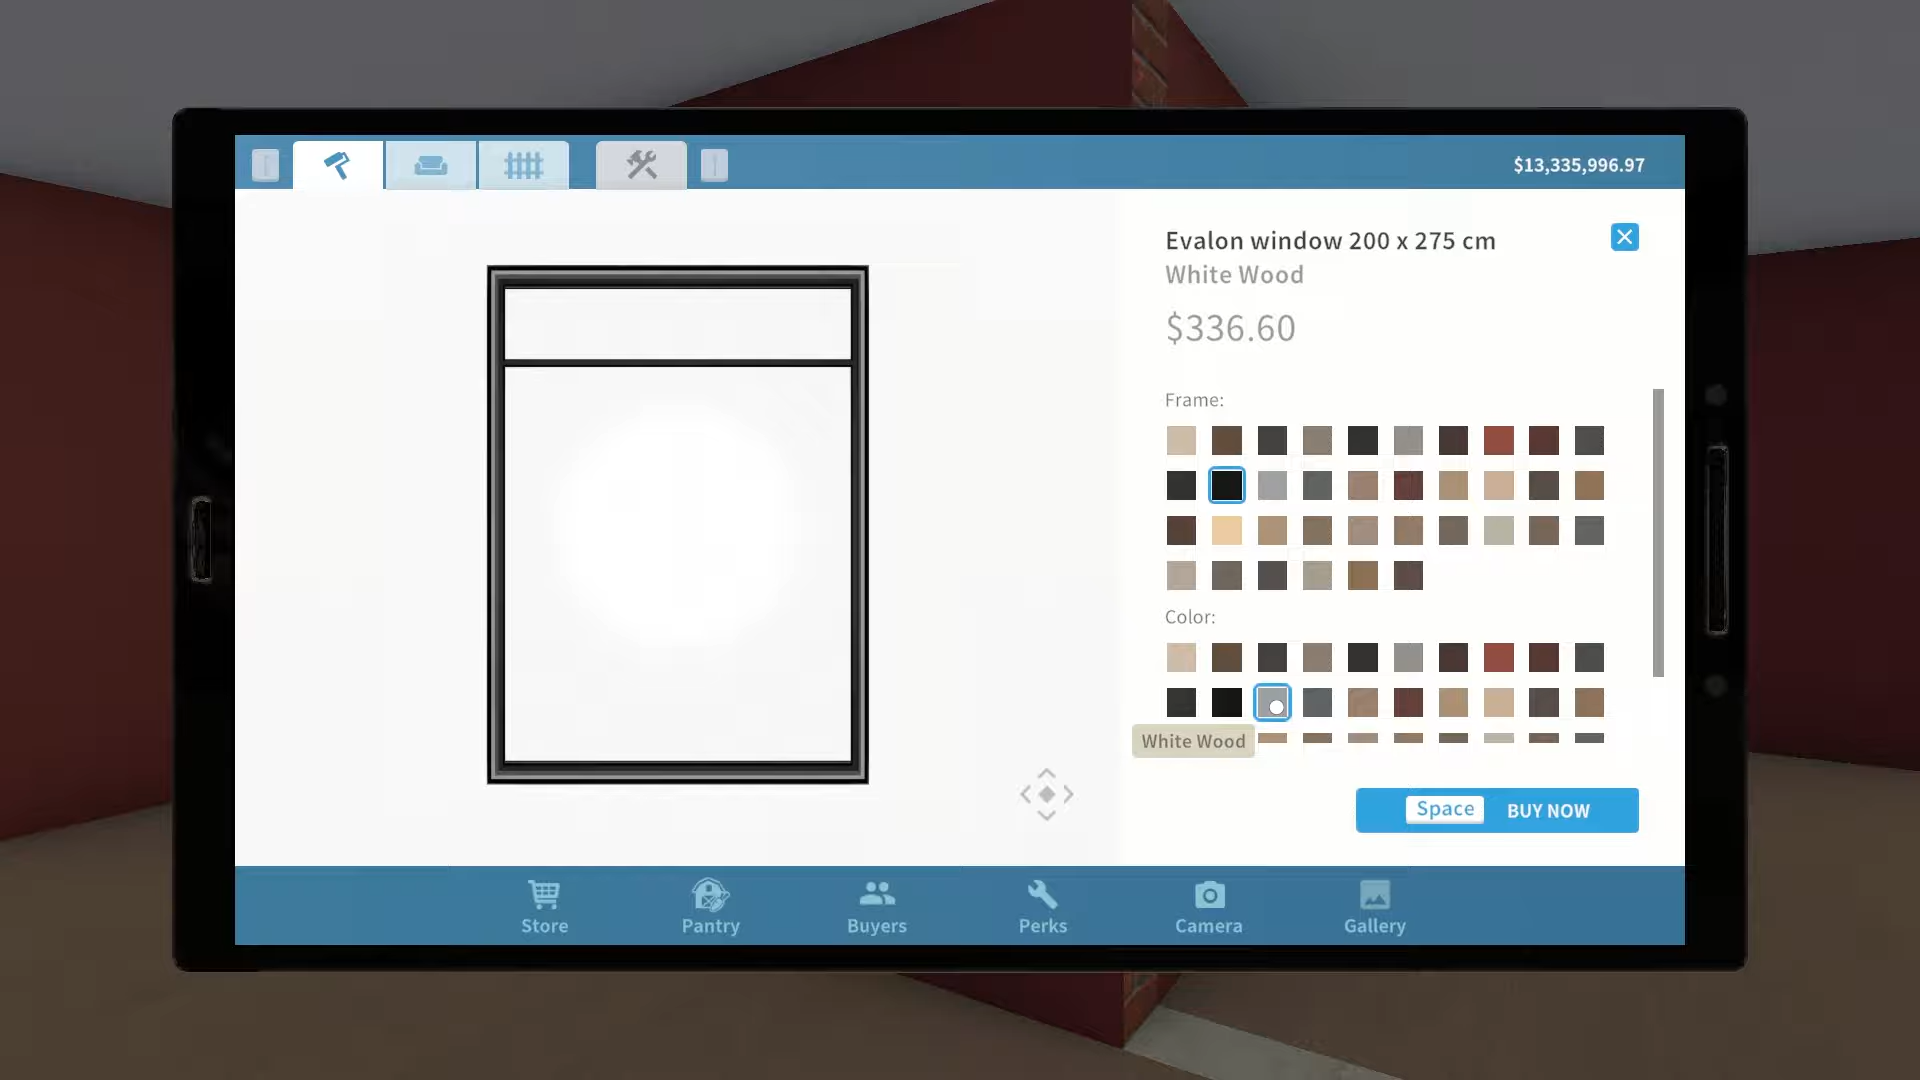 $13,335,996.97
Evalon window 200 x 275 cm
White Wood
$336.60
Frame:
Color:
White Wood
Space BUY NOW
Store Pantry Buyers Perks Camera Gallery